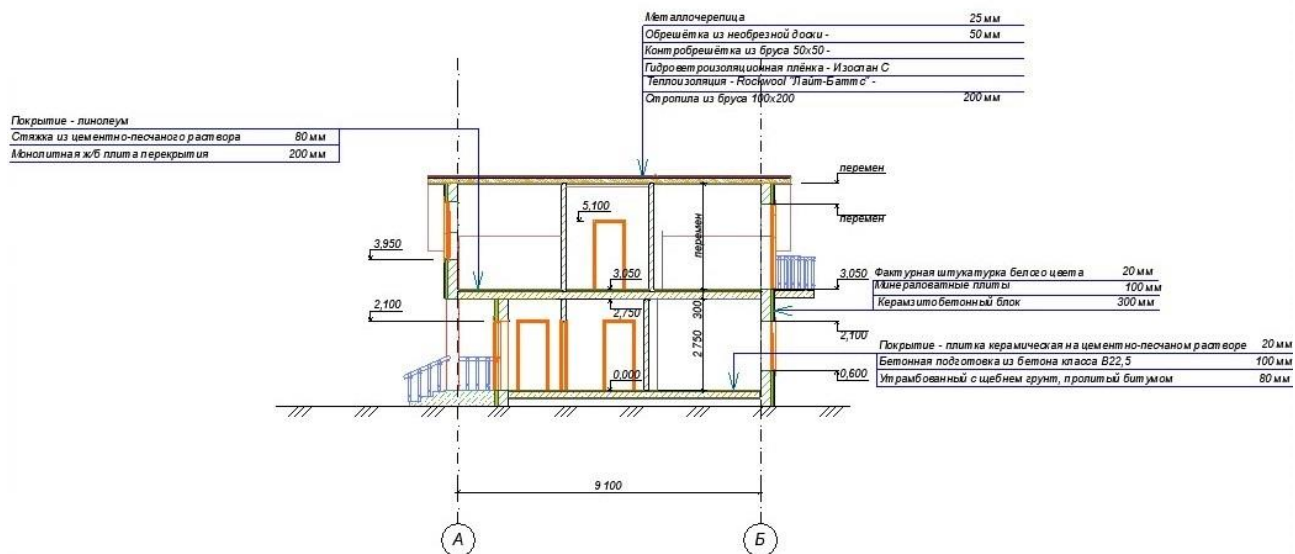 Металлочерепица 25 мм
Обрешётка из необрезной доски - 50 мм
Контробрешётка из бруса 50х50 -
Гидроветроизоляционная плёнка - Изоспан С
Теплоизоляция - Rockwool "Лайт-Баттс" -
Стропила из бруса 100х200 200 мм
Покрытие - линолеум
Стяжка из цементно-песчаного раствора 80 мм
Монолитная ж/б плита перекрытия 200 мм
перемен
5,100
перемен
перемен
3,950
3,050
3,050
Фактурная штукатурка белого цвета 20 мм
Минераловатные плиты 100 мм
Керамзитобетонный блок 300 мм
2,100
2,750
300
2,100
2 750
Покрытие - плитка керамическая на цементно-песчаном растворе 20 мм
Бетонная подготовка из бетона класса В22,5 100 мм
Утрамбованный с щебнем грунт, пролитый битумом 80 мм
0,000
0,600
9 100
А
Б